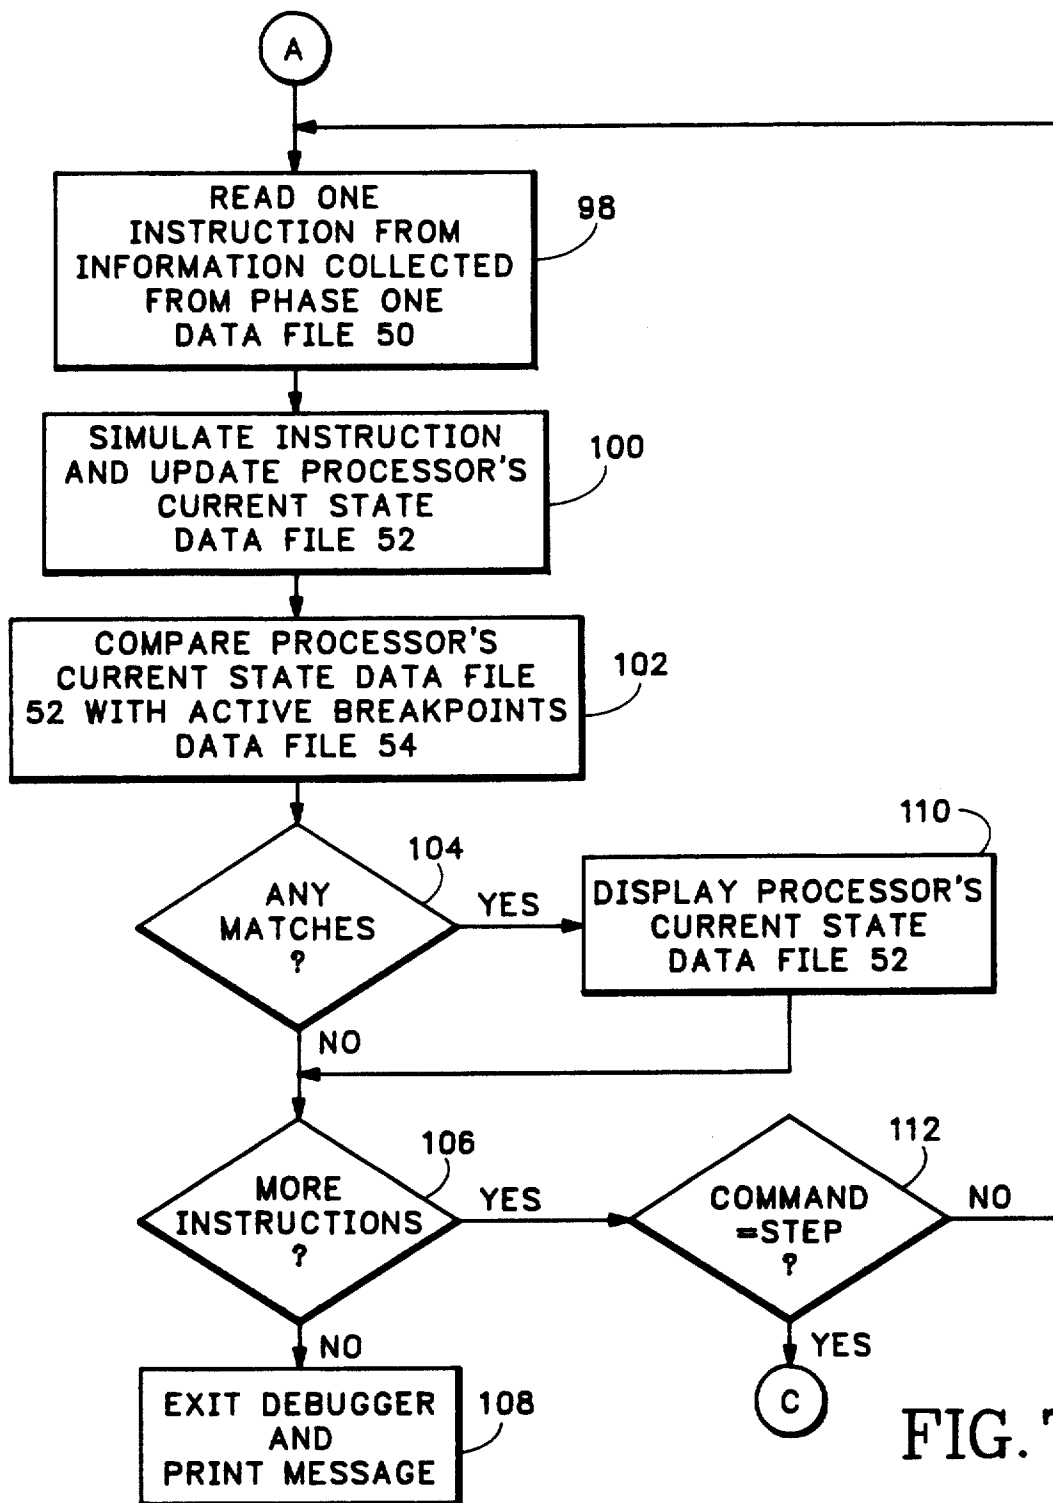 A
READ ONE
INSTRUCTION FROM
INFORMATION COLLECTED
FROM PHASE ONE
DATA FILE 50
98
SIMULATE INSTRUCTION
AND UPDATE PROCESSOR'S
CURRENT STATE
DATA FILE 52
100
COMPARE PROCESSOR'S
CURRENT STATE DATA FILE
52 WITH ACTIVE BREAKPOINTS
DATA FILE 54
102
ANY
MATCHES
?
104
YES
NO
DISPLAY PROCESSOR'S
CURRENT STATE
DATA FILE 52
110
MORE
INSTRUCTIONS
?
106
YES
NO
COMMAND
=STEP
?
112
NO
YES
C
EXIT DEBUGGER
AND
PRINT MESSAGE
108
FIG. 7